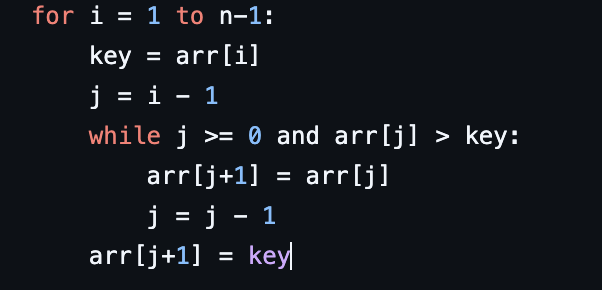 for i = 1 to n-1:
    key = arr[i]
    j = i - 1
    while j >= 0 and arr[j] > key:
        arr[j+1] = arr[j]
        j = j - 1
    arr[j+1] = key